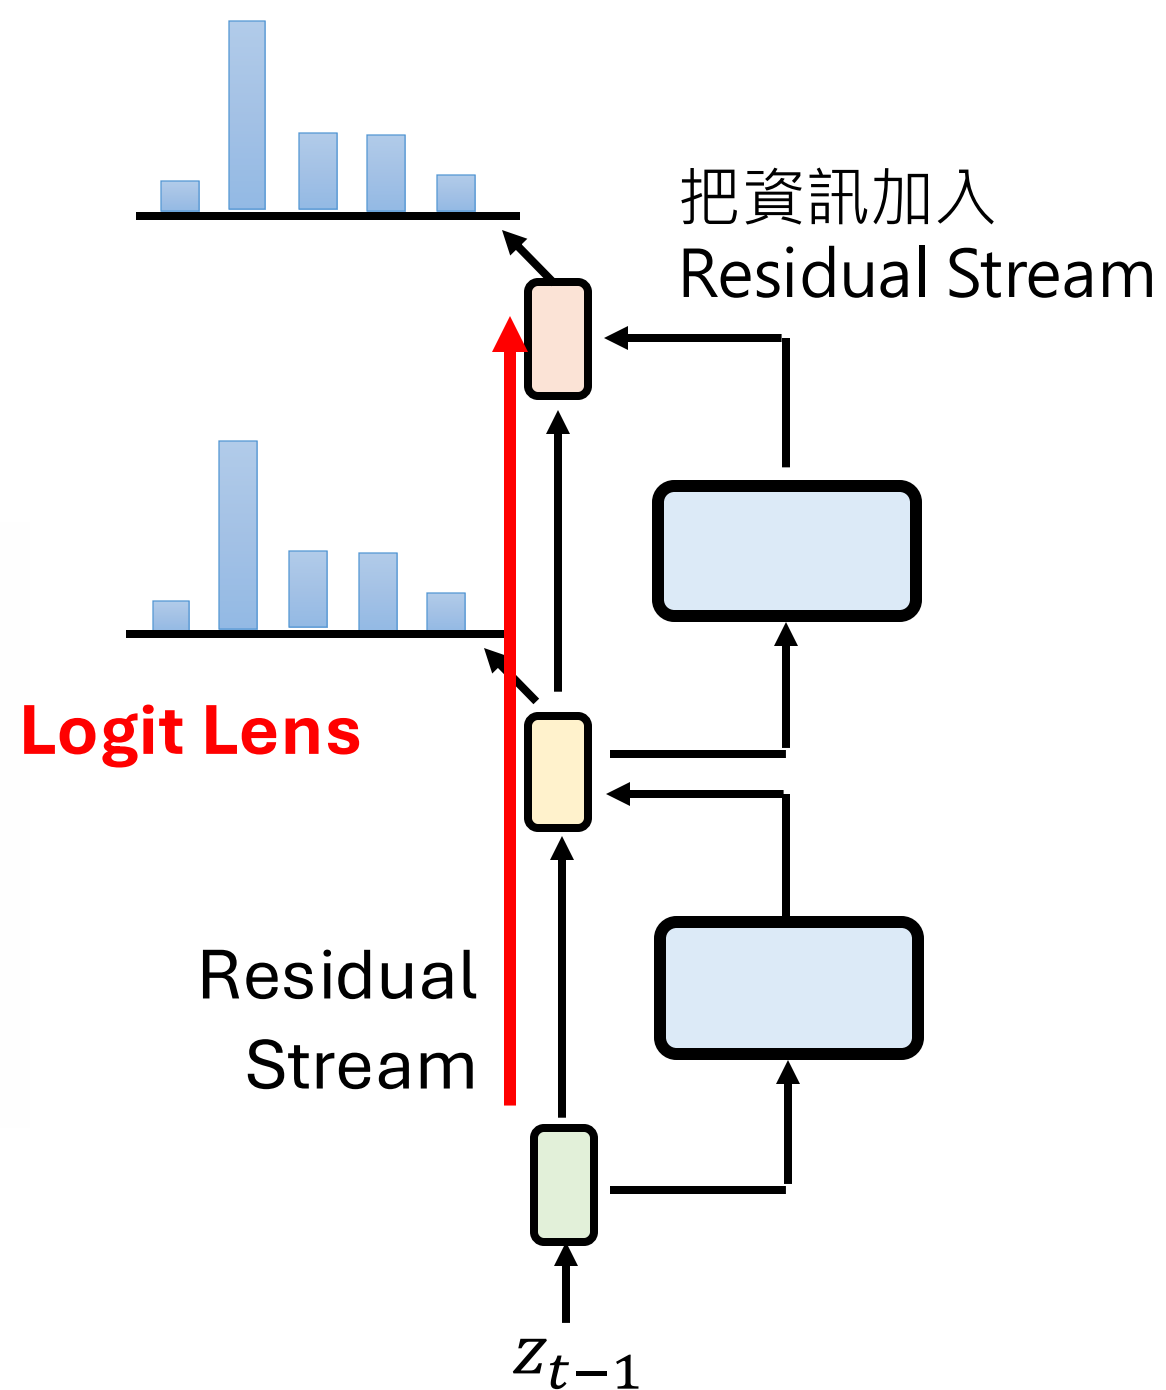 把資訊加入
Residual Stream
Logit Lens
Residual
Stream
z_{t-1}